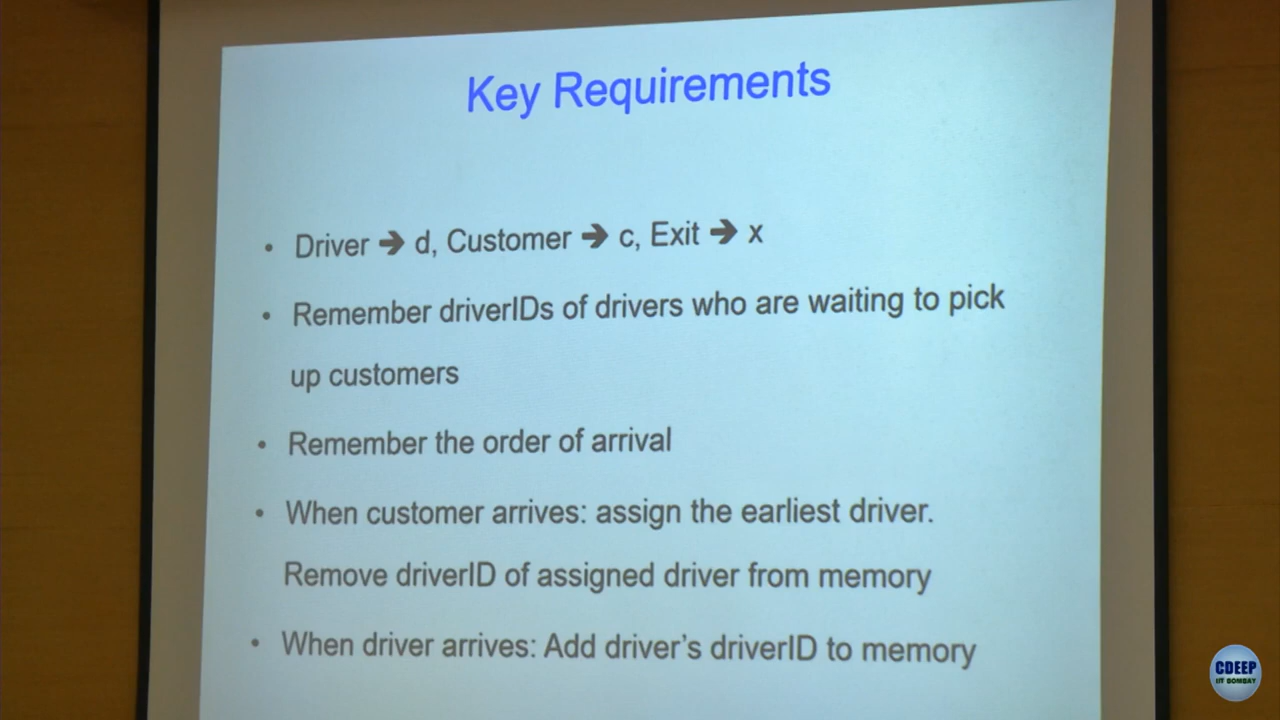 Key Requirements
• Driver ➔ d, Customer ➔ c, Exit ➔ x
• Remember driverIDs of drivers who are waiting to pick
up customers
• Remember the order of arrival
• When customer arrives: assign the earliest driver.
Remove driverID of assigned driver from memory
• When driver arrives: Add driver's driverID to memory
CDEEP
IIT BOMBAY